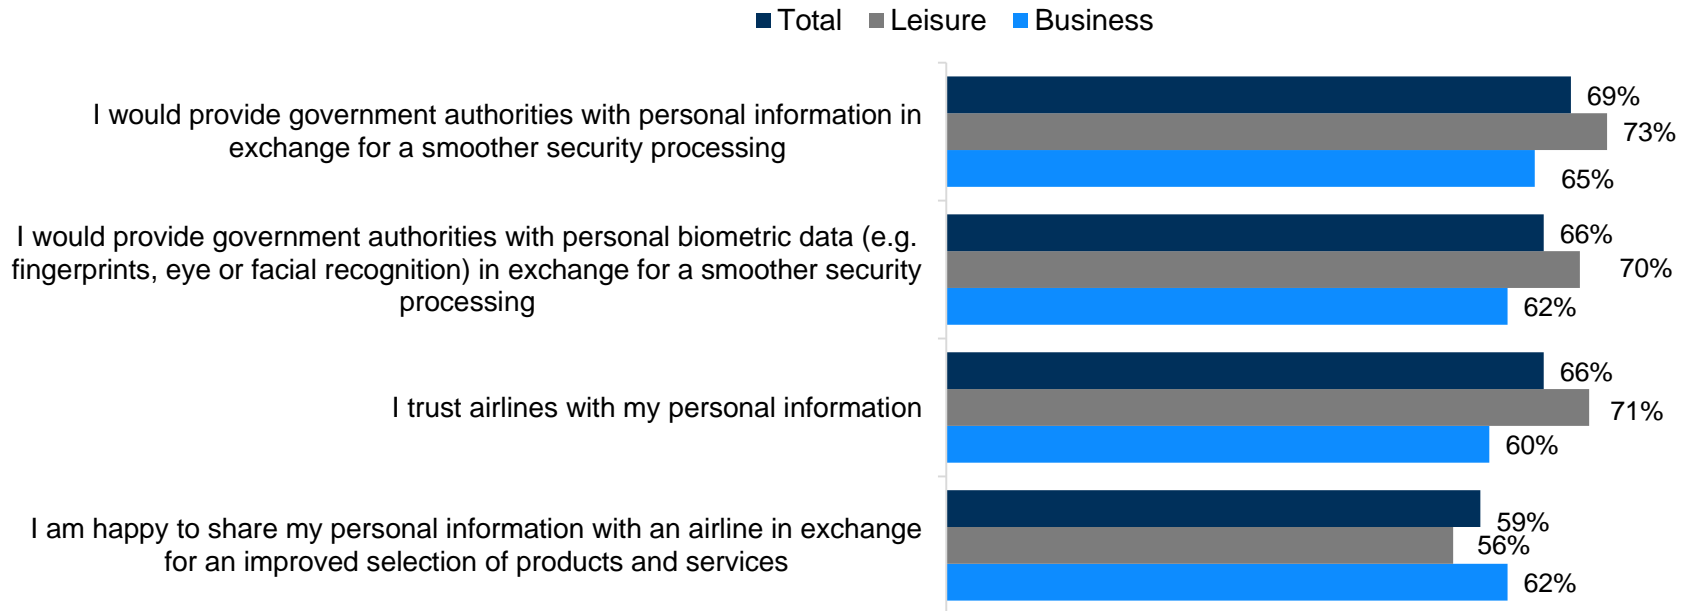 Total Leisure Business
I would provide government authorities with personal information in
exchange for a smoother security processing
69%
73%
65%
I would provide government authorities with personal biometric data (e.g.
fingerprints, eye or facial recognition) in exchange for a smoother security
processing
66%
70%
62%
I trust airlines with my personal information
66%
71%
60%
I am happy to share my personal information with an airline in exchange
for an improved selection of products and services
59%
56%
62%